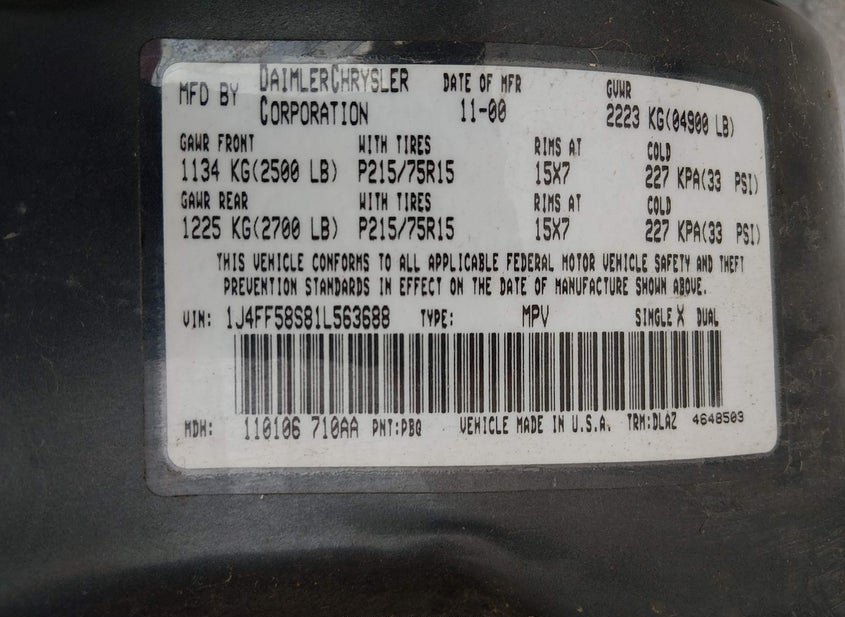 MFD BY DAIMLERCHRYSLER CORPORATION DATE OF MFR 11-00 GVWR 2223 KG(04900 LB)
GAWR FRONT WITH TIRES RIMS AT COLD
1134 KG(2500 LB) P215/75R15 15X7 227 KPA(33 PSI)
GAWR REAR WITH TIRES RIMS AT COLD
1225 KG(2700 LB) P215/75R15 15X7 227 KPA(33 PSI)
THIS VEHICLE CONFORMS TO ALL APPLICABLE FEDERAL MOTOR VEHICLE SAFETY AND THEFT
PREVENTION STANDARDS IN EFFECT ON THE DATE OF MANUFACTURE SHOWN ABOVE.
VIN: 1J4FF58S81L563688 TYPE: MPV SINGLE X DUAL
MDH: 110106 710AA PNT:PBQ VEHICLE MADE IN U.S.A. TRM:DLAZ 4648503